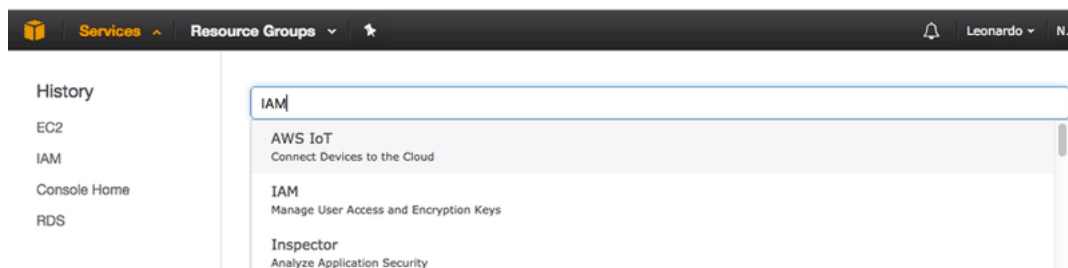 Services Resource Groups Leonardo N.
History
EC2
IAM
Console Home
RDS
IAM
AWS IoT
Connect Devices to the Cloud
IAM
Manage User Access and Encryption Keys
Inspector
Analyze Application Security